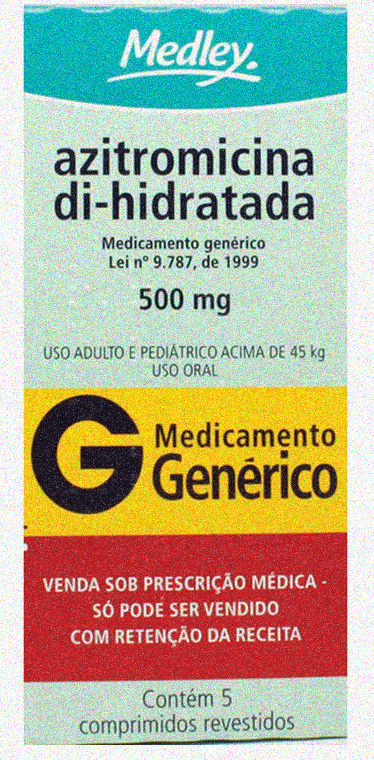 Medley.
azitromicina
di-hidratada
Medicamento genérico
Lei nº 9.787, de 1999
500 mg
USO ADULTO E PEDIÁTRICO ACIMA DE 45 kg
USO ORAL
G Medicamento
Genérico
VENDA SOB PRESCRIÇÃO MÉDICA -
SÓ PODE SER VENDIDO
COM RETENÇÃO DA RECEITA
Contém 5
comprimidos revestidos